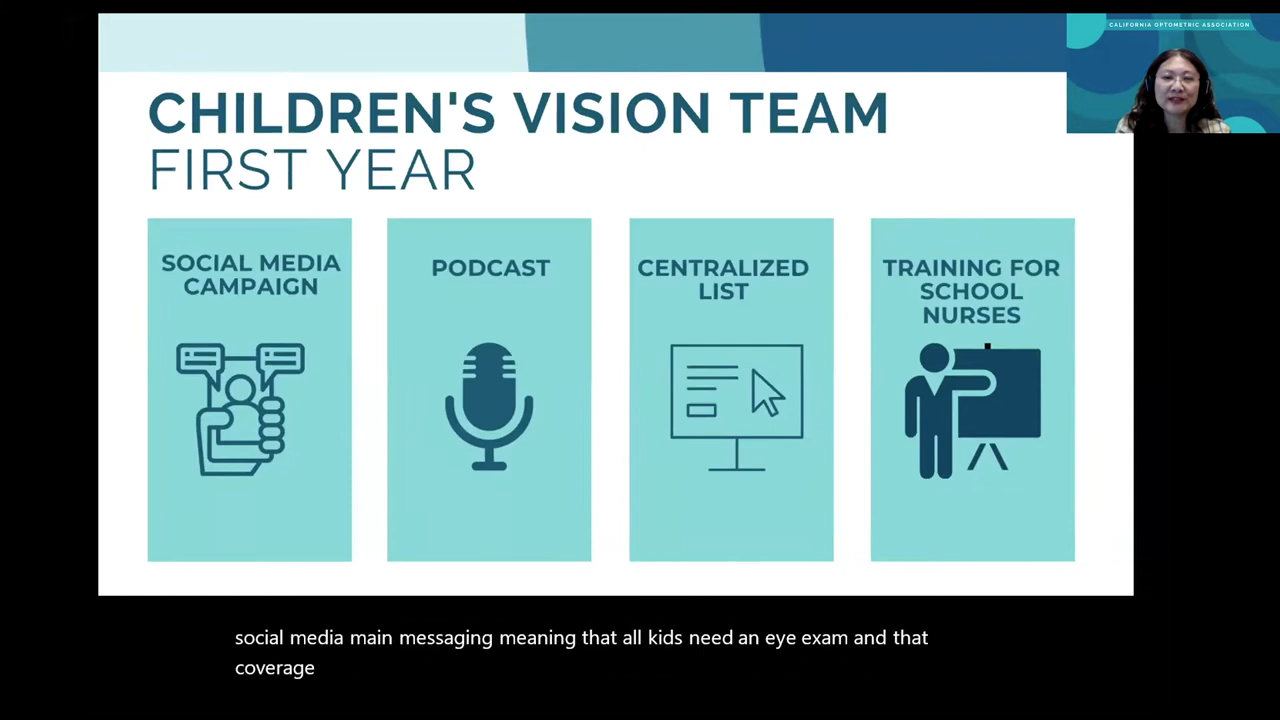 CALIFORNIA OPTOMETRIC ASSOCIATION
CHILDREN'S VISION TEAM
FIRST YEAR
SOCIAL MEDIA
CAMPAIGN
PODCAST
CENTRALIZED
LIST
TRAINING FOR
SCHOOL
NURSES
social media main messaging meaning that all kids need an eye exam and that
coverage